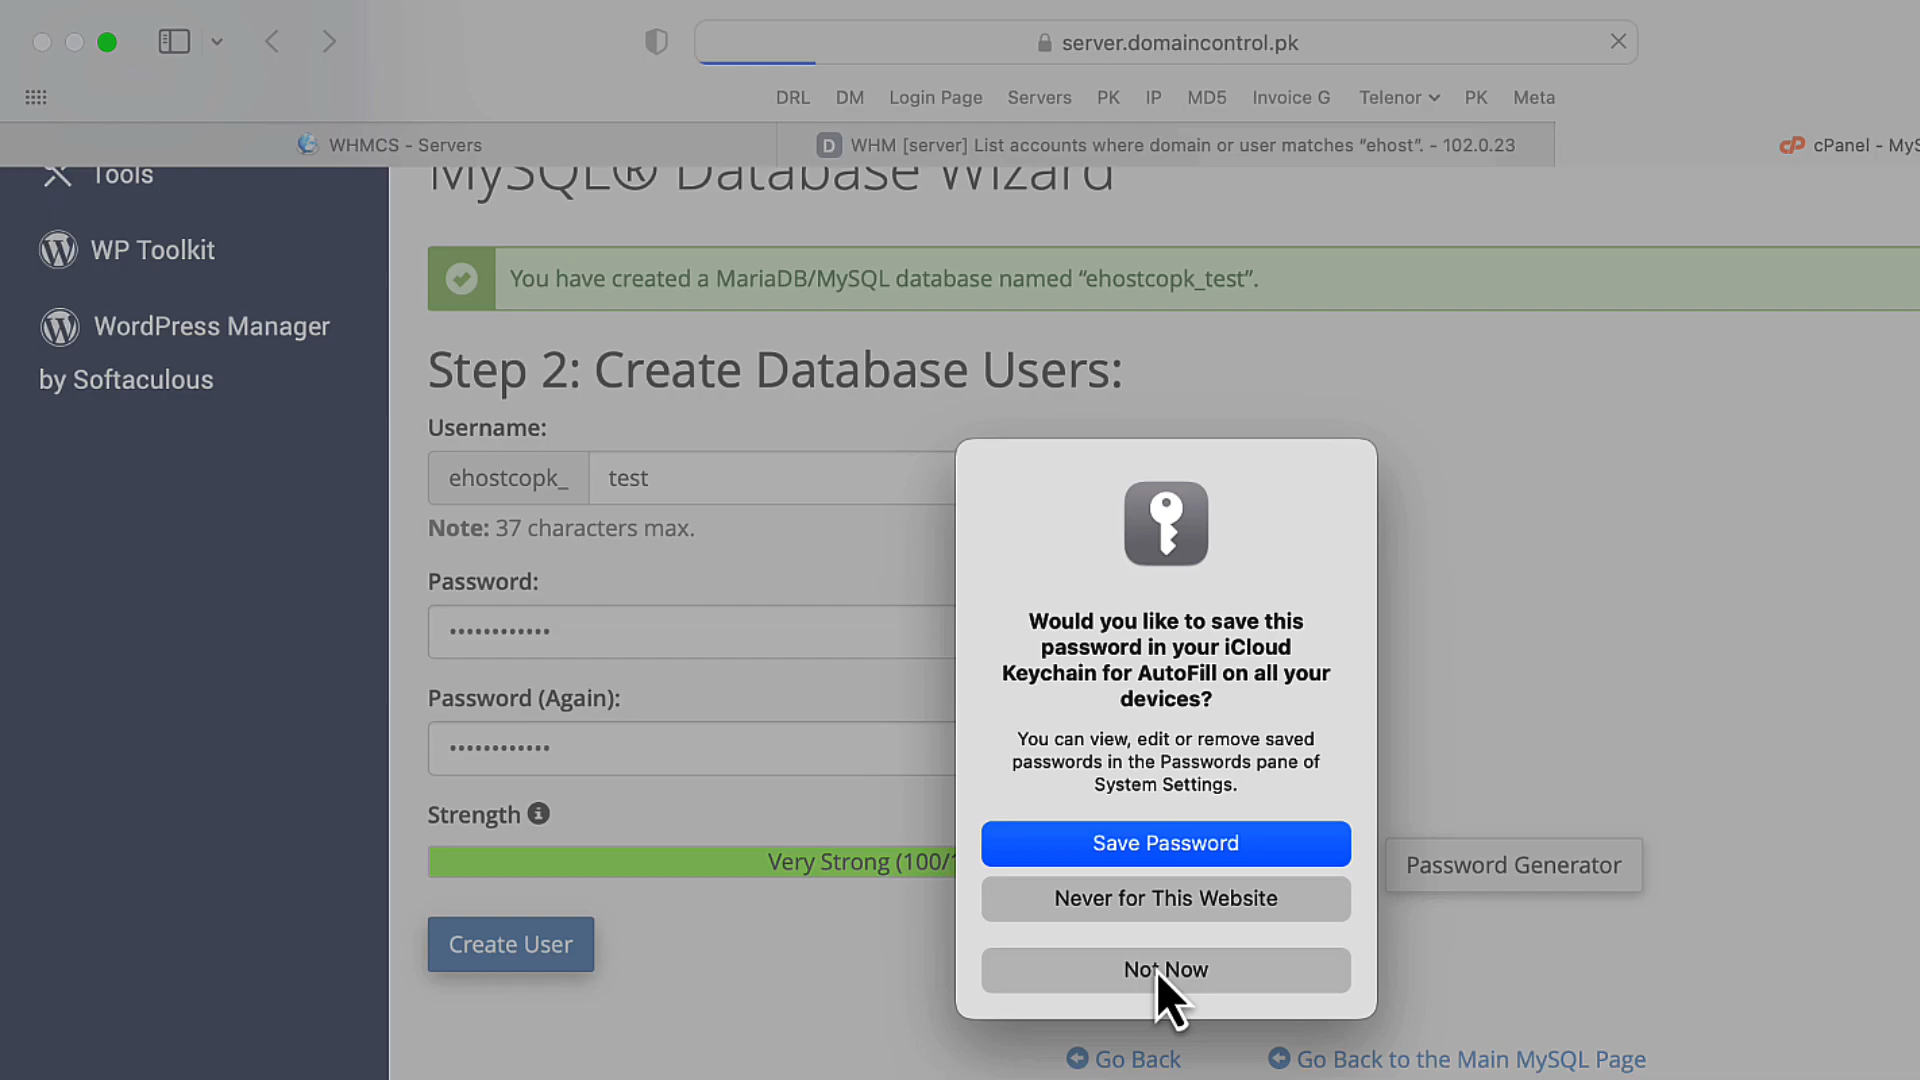 server.domaincontrol.pk
DRL DM Login Page Servers PK IP MD5 Invoice G Telenor PK Meta
WHMCS - Servers
D WHM [server] List accounts where domain or user matches “ehost”. - 102.0.23
cP cPanel - MyS
Tools
MySQL® Database Wizard
WP Toolkit
You have created a MariaDB/MySQL database named “ehostcopk_test”.
WordPress Manager
by Softaculous
Step 2: Create Database Users:
Username:
ehostcopk_ test
Note: 37 characters max.
Password:
••••••••••••
Password (Again):
••••••••••••
Strength
Very Strong (100/1
Create User
Would you like to save this
password in your iCloud
Keychain for AutoFill on all your
devices?
You can view, edit or remove saved
passwords in the Passwords pane of
System Settings.
Save Password
Never for This Website
Not Now
Password Generator
Go Back
Go Back to the Main MySQL Page